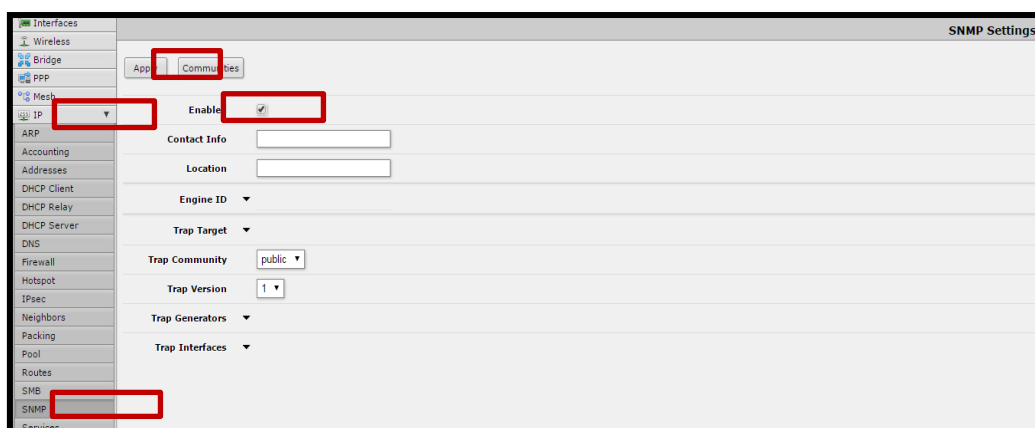 Interfaces
SNMP Settings
Wireless
Bridge
Apply Communities
PPP
Mesh
IP
Enabled
ARP
Contact Info
Accounting
Addresses
Location
DHCP Client
Engine ID
DHCP Relay
DHCP Server
Trap Target
DNS
Firewall
Trap Community public
Hotspot
IPsec
Trap Version 1
Neighbors
Trap Generators
Packing
Pool
Trap Interfaces
Routes
SMB
SNMP
Services